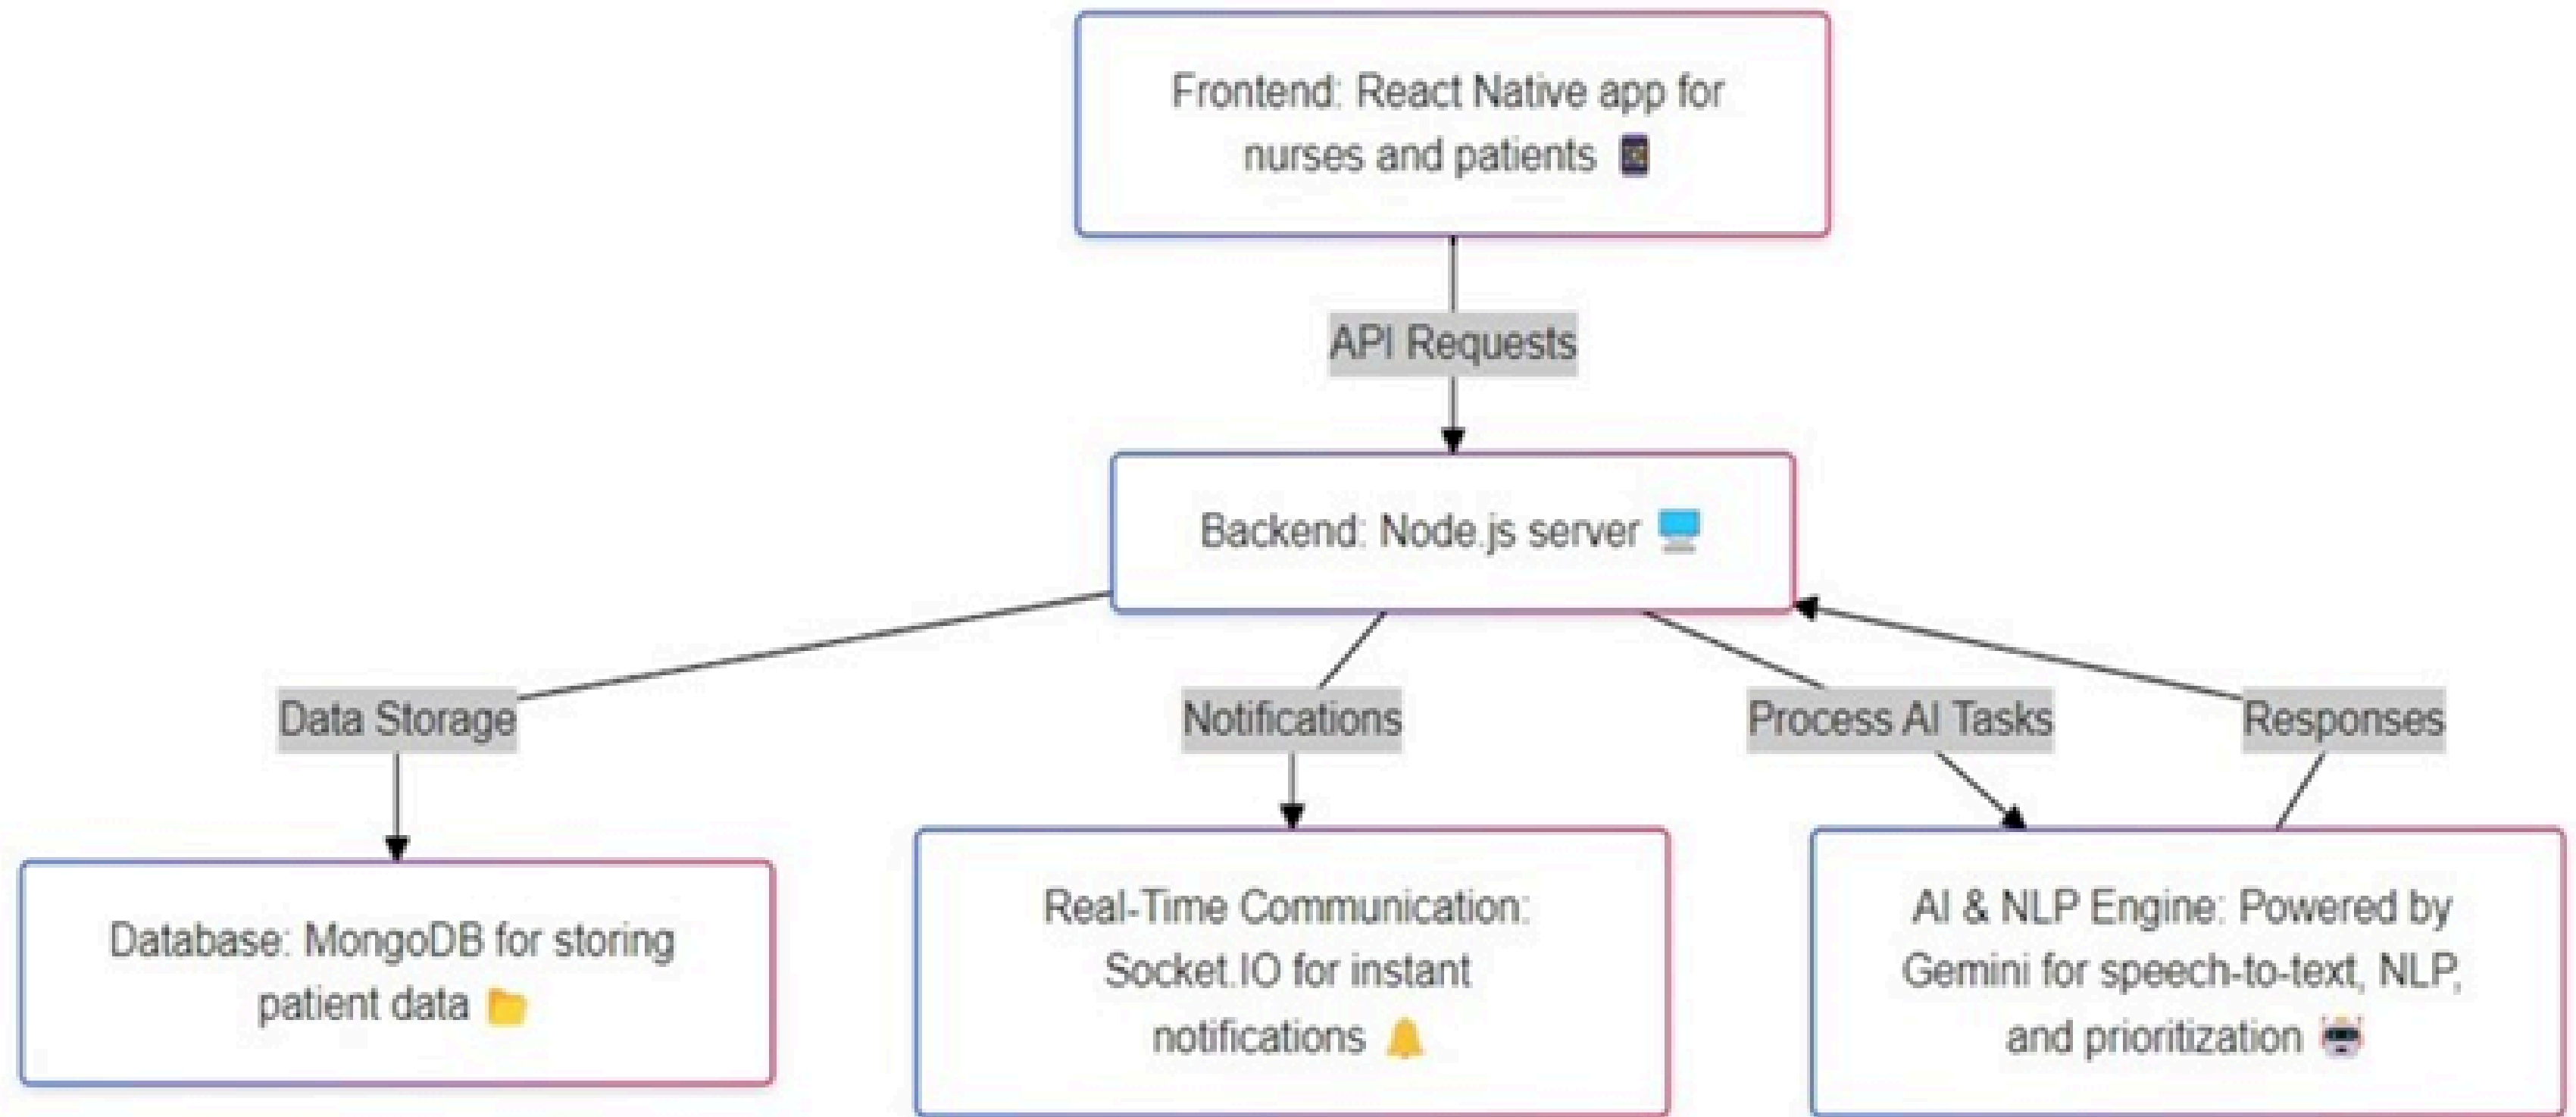 Frontend: React Native app for
nurses and patients
API Requests
Backend: Node.js server
Data Storage
Notifications
Process AI Tasks
Responses
Database: MongoDB for storing
patient data
Real-Time Communication:
Socket.IO for instant
notifications
AI & NLP Engine: Powered by
Gemini for speech-to-text, NLP,
and prioritization